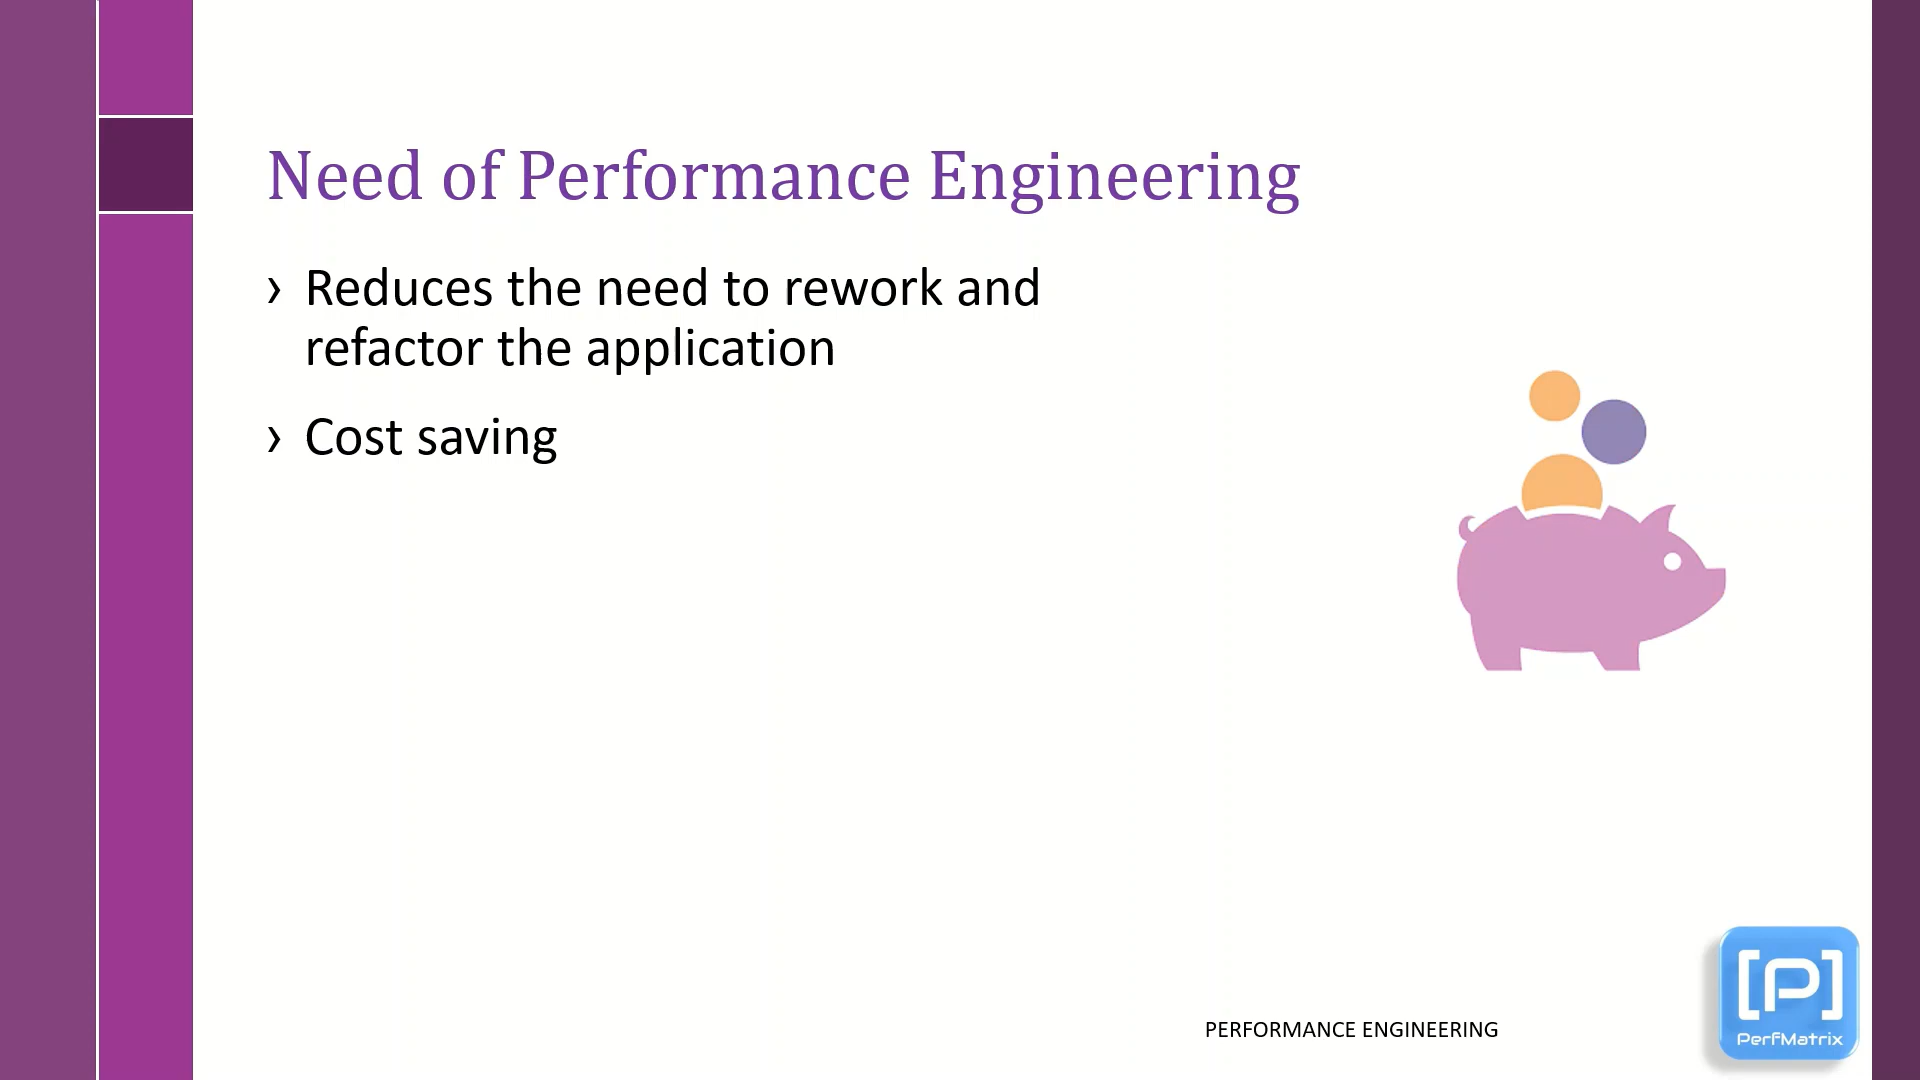 Need of Performance Engineering
› Reduces the need to rework and
refactor the application
› Cost saving
PERFORMANCE ENGINEERING
[P]
PerfMatrix